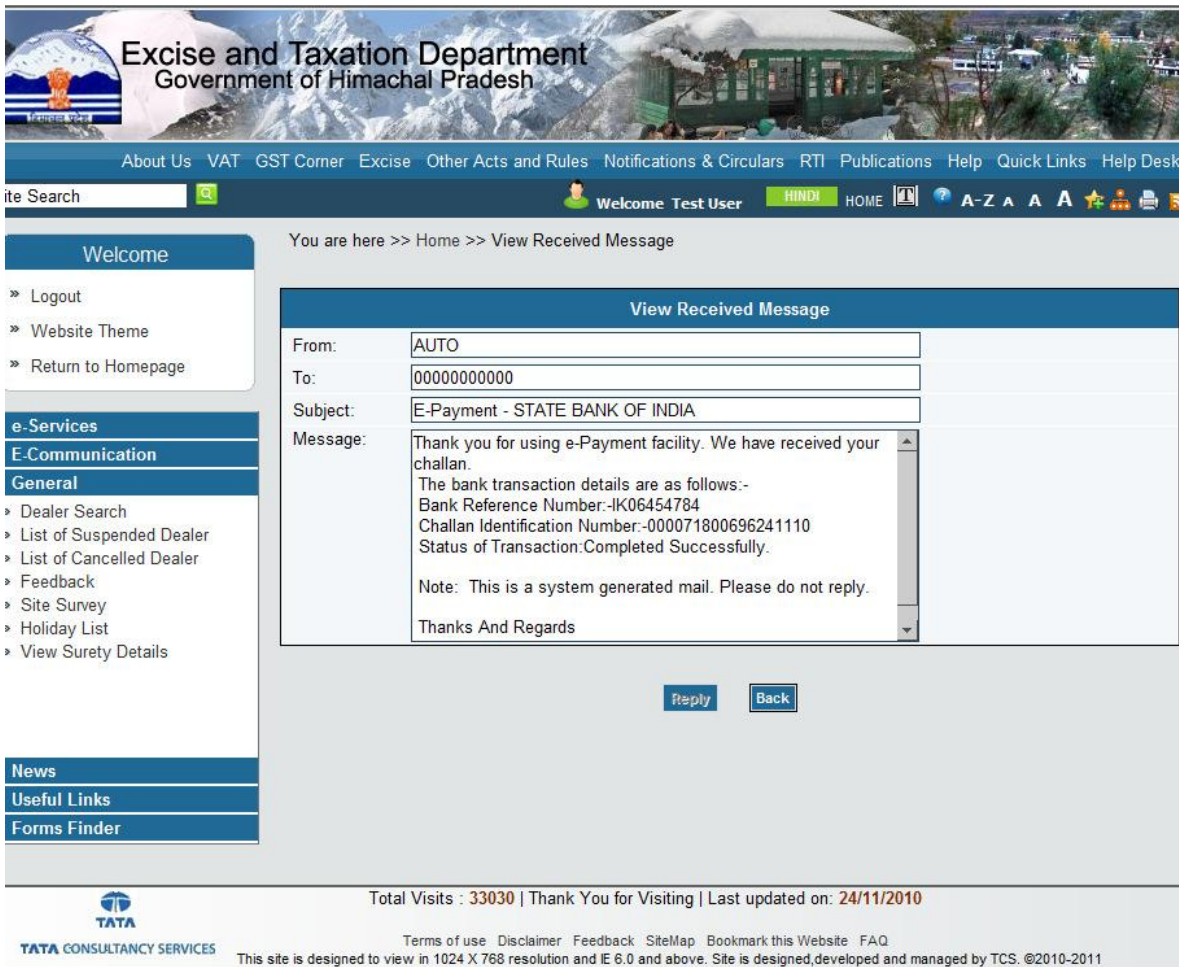 Excise and Taxation Department
Government of Himachal Pradesh
About Us VAT GST Corner Excise Other Acts and Rules Notifications & Circulars RTI Publications Help Quick Links Help Desk
ite Search Welcome Test User HINDI HOME T ? A-Z A A A
Welcome
» Logout
» Website Theme
» Return to Homepage
e-Services
E-Communication
General
» Dealer Search
» List of Suspended Dealer
» List of Cancelled Dealer
» Feedback
» Site Survey
» Holiday List
» View Surety Details
News
Useful Links
Forms Finder
You are here >> Home >> View Received Message
View Received Message
From: AUTO
To: 00000000000
Subject: E-Payment - STATE BANK OF INDIA
Message: Thank you for using e-Payment facility. We have received your
challan.
The bank transaction details are as follows:-
Bank Reference Number:-IK06454784
Challan Identification Number:-000071800696241110
Status of Transaction:Completed Successfully.
Note: This is a system generated mail. Please do not reply.
Thanks And Regards
Reply Back
TATA
TATA CONSULTANCY SERVICES
Total Visits : 33030 | Thank You for Visiting | Last updated on: 24/11/2010
Terms of use Disclaimer Feedback SiteMap Bookmark this Website FAQ
This site is designed to view in 1024 X 768 resolution and IE 6.0 and above. Site is designed,developed and managed by TCS. ©2010-2011